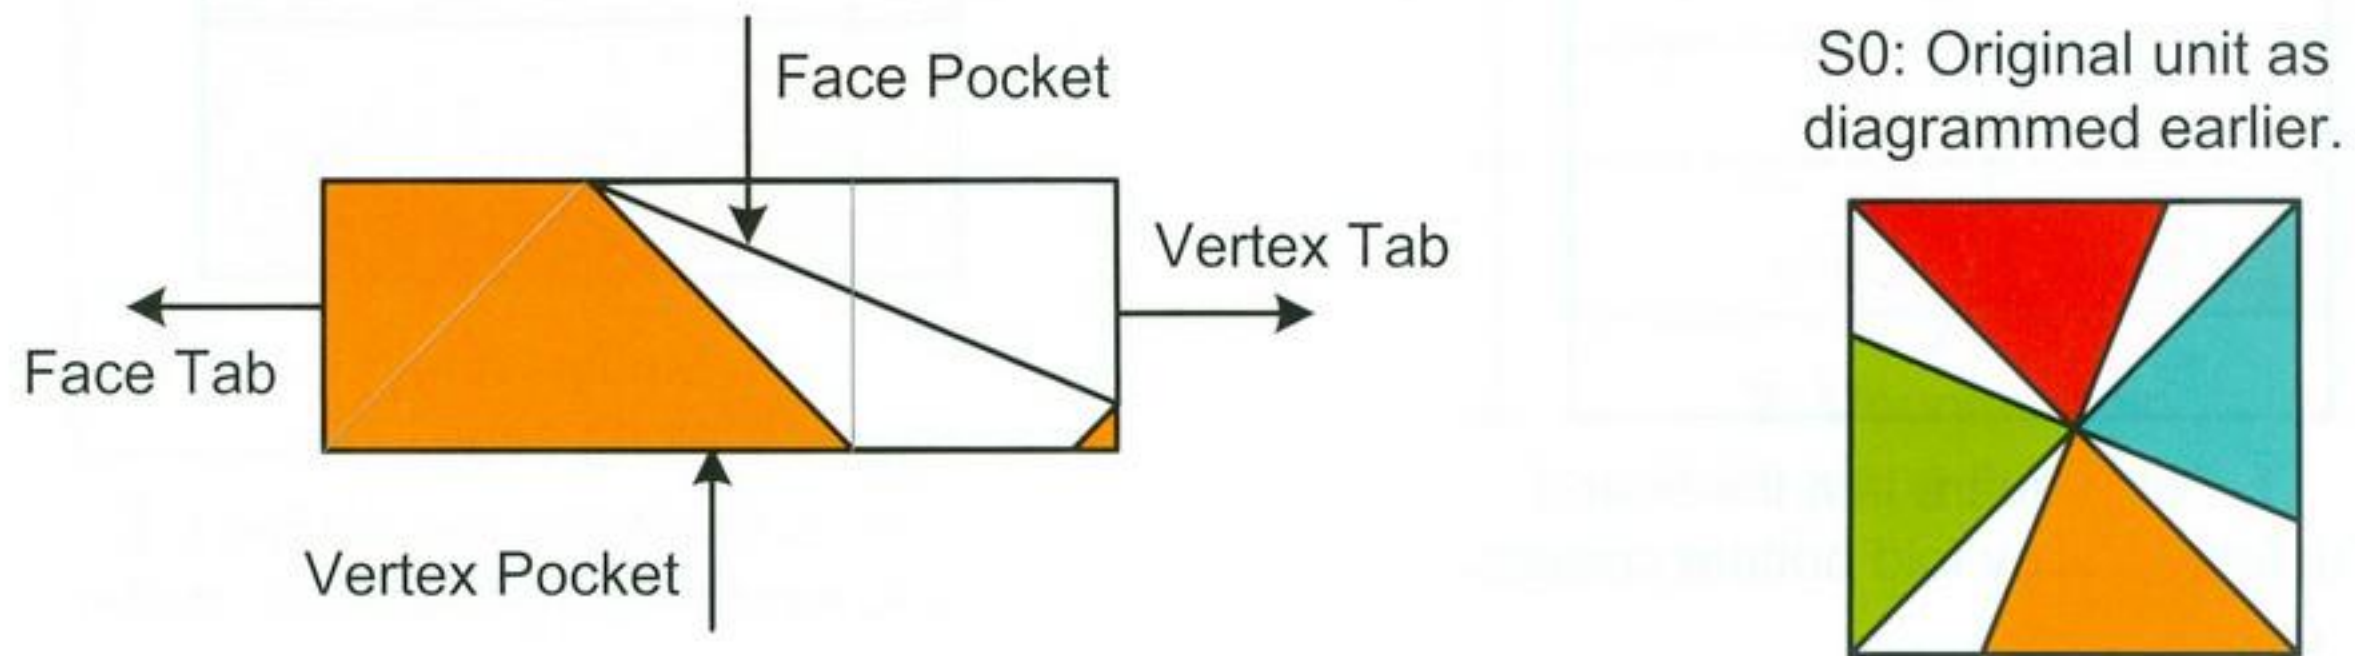 Face Pocket
S0: Original unit as
diagrammed earlier.
Vertex Tab
Face Tab
Vertex Pocket